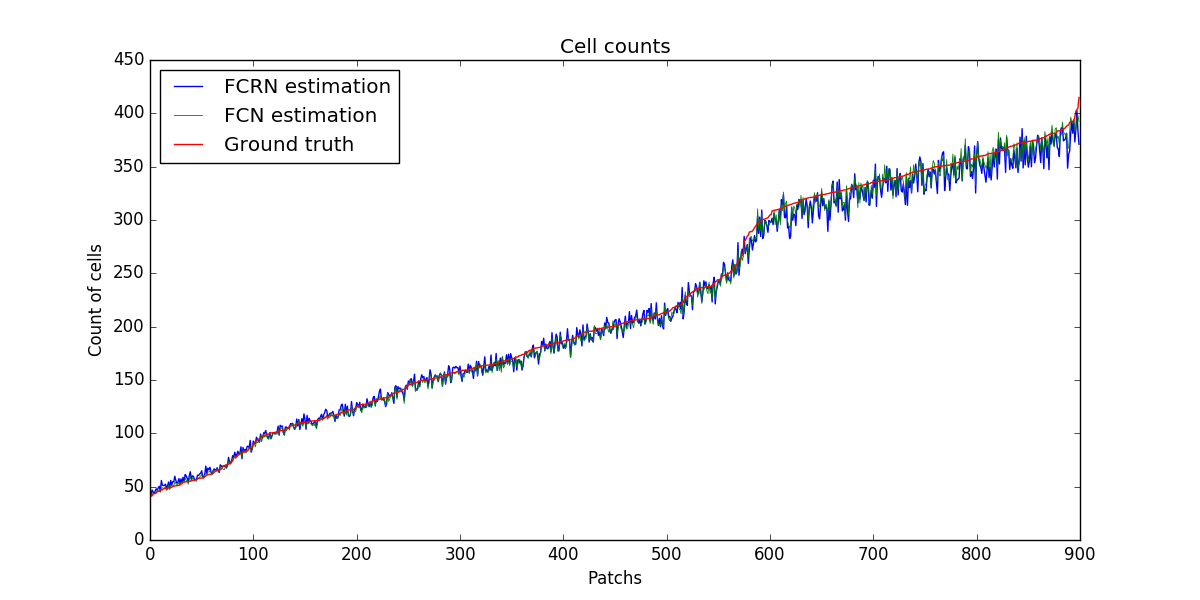 Cell counts
450
400
350
300
250
200
150
100
50
0
FCRN estimation
FCN estimation
Ground truth
Count of cells
0 100 200 300 400 500 600 700 800 900
Patchs